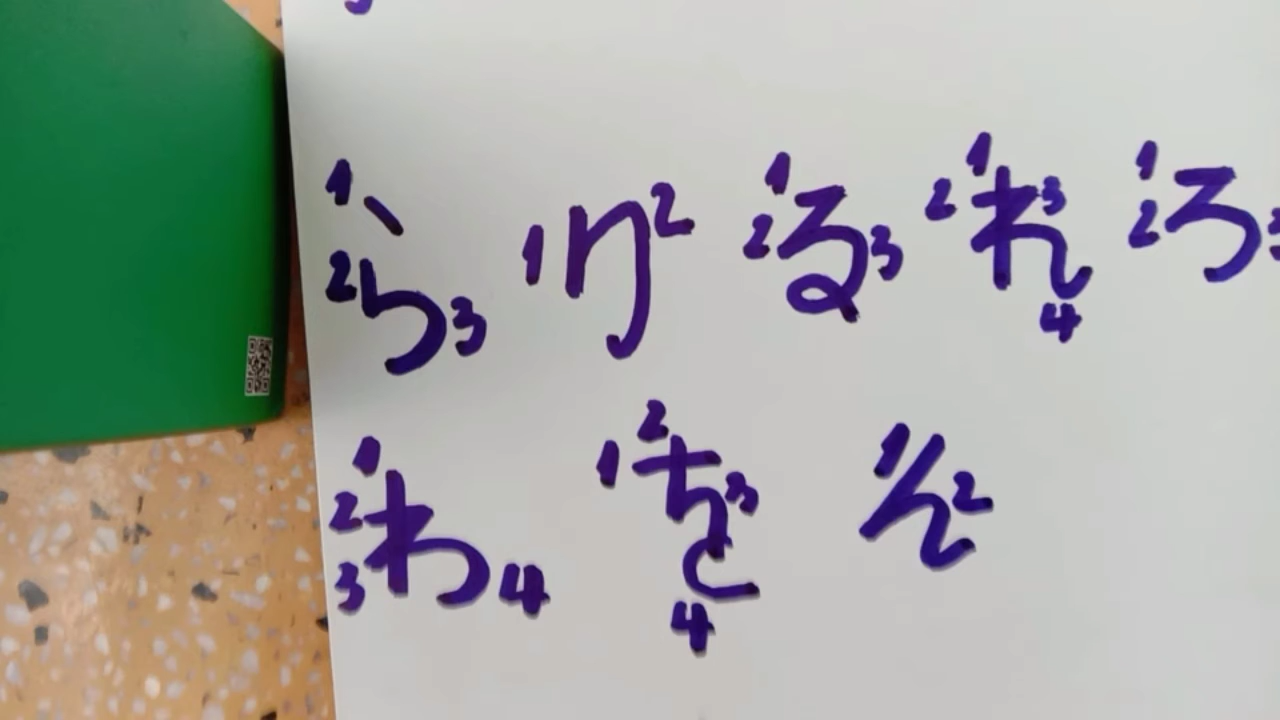 ら り る れ ろ
わ を ん